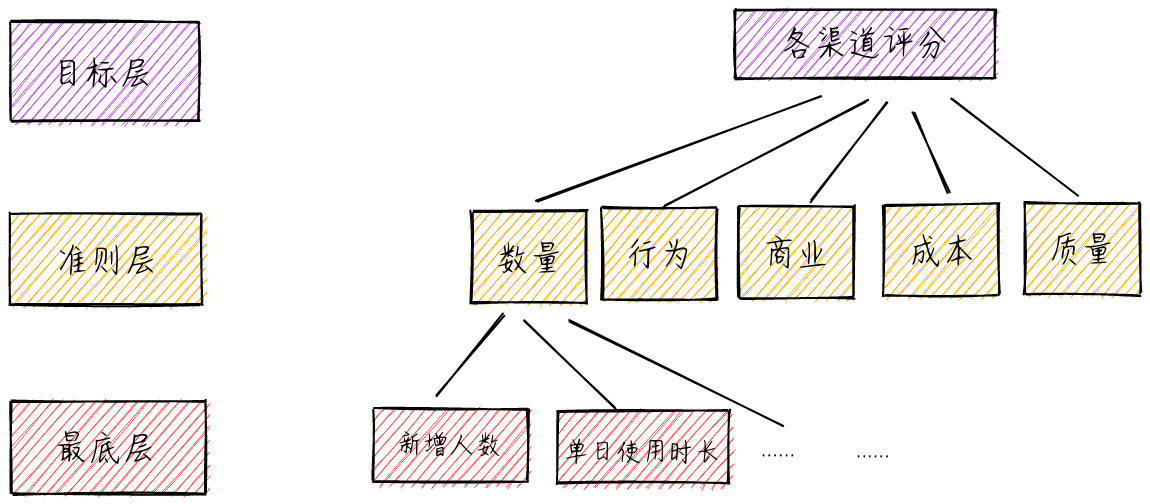 目标层
各渠道评分
准则层
数量
行为
商业
成本
质量
最底层
新增人数
单日使用时长
......
......